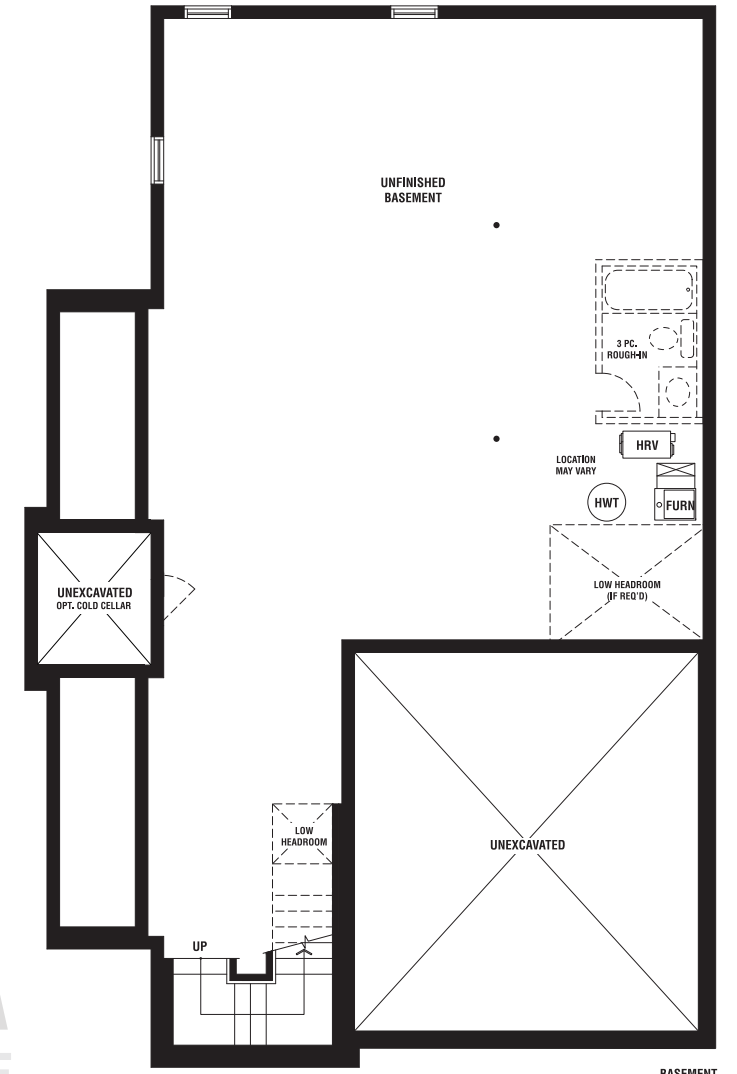 UNFINISHED
BASEMENT
3 PC.
ROUGH-IN
HRV
LOCATION
MAY VARY
HWT
FURN
UNEXCAVATED
OPT. COLD CELLAR
LOW HEADROOM
(IF REQ'D)
LOW
HEADROOM
UNEXCAVATED
UP
BASEMENT